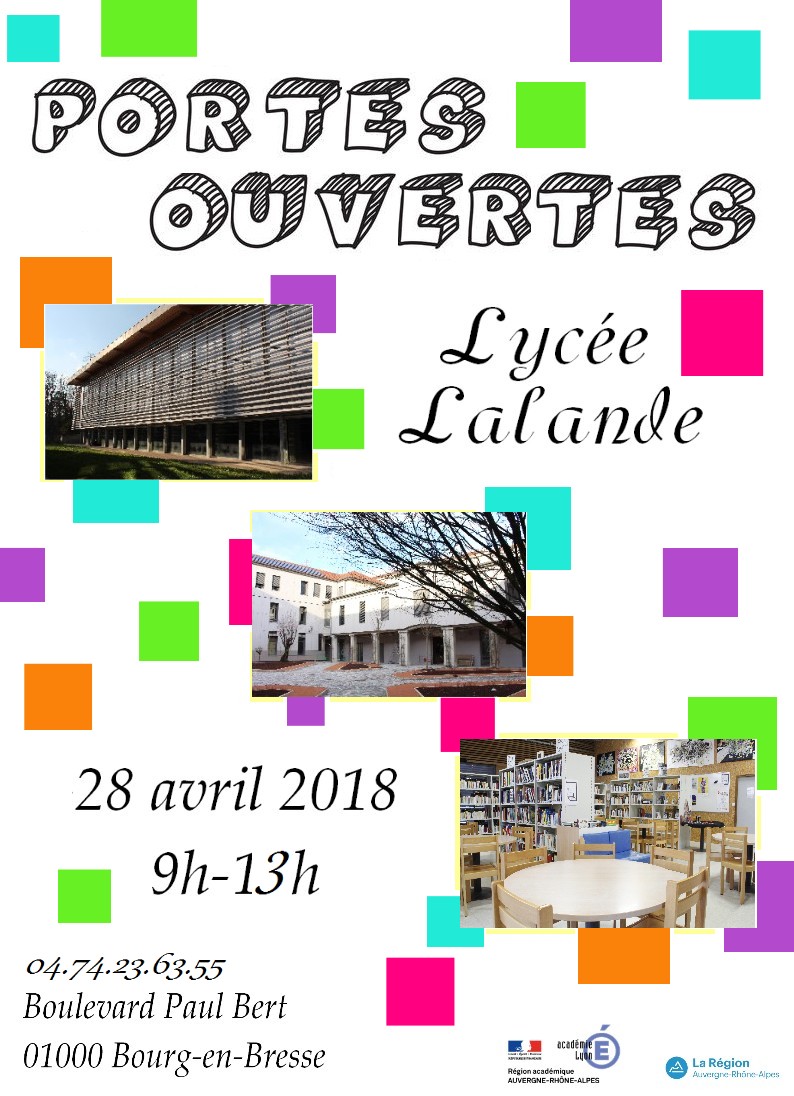 PORTES
OUVERTES
Lycée
Lalande
28 avril 2018
9h-13h
04.74.23.63.55
Boulevard Paul Bert
01000 Bourg-en-Bresse
académie
Lyon
Région académique
AUVERGNE-RHÔNE-ALPES
La Région
Auvergne-Rhône-Alpes